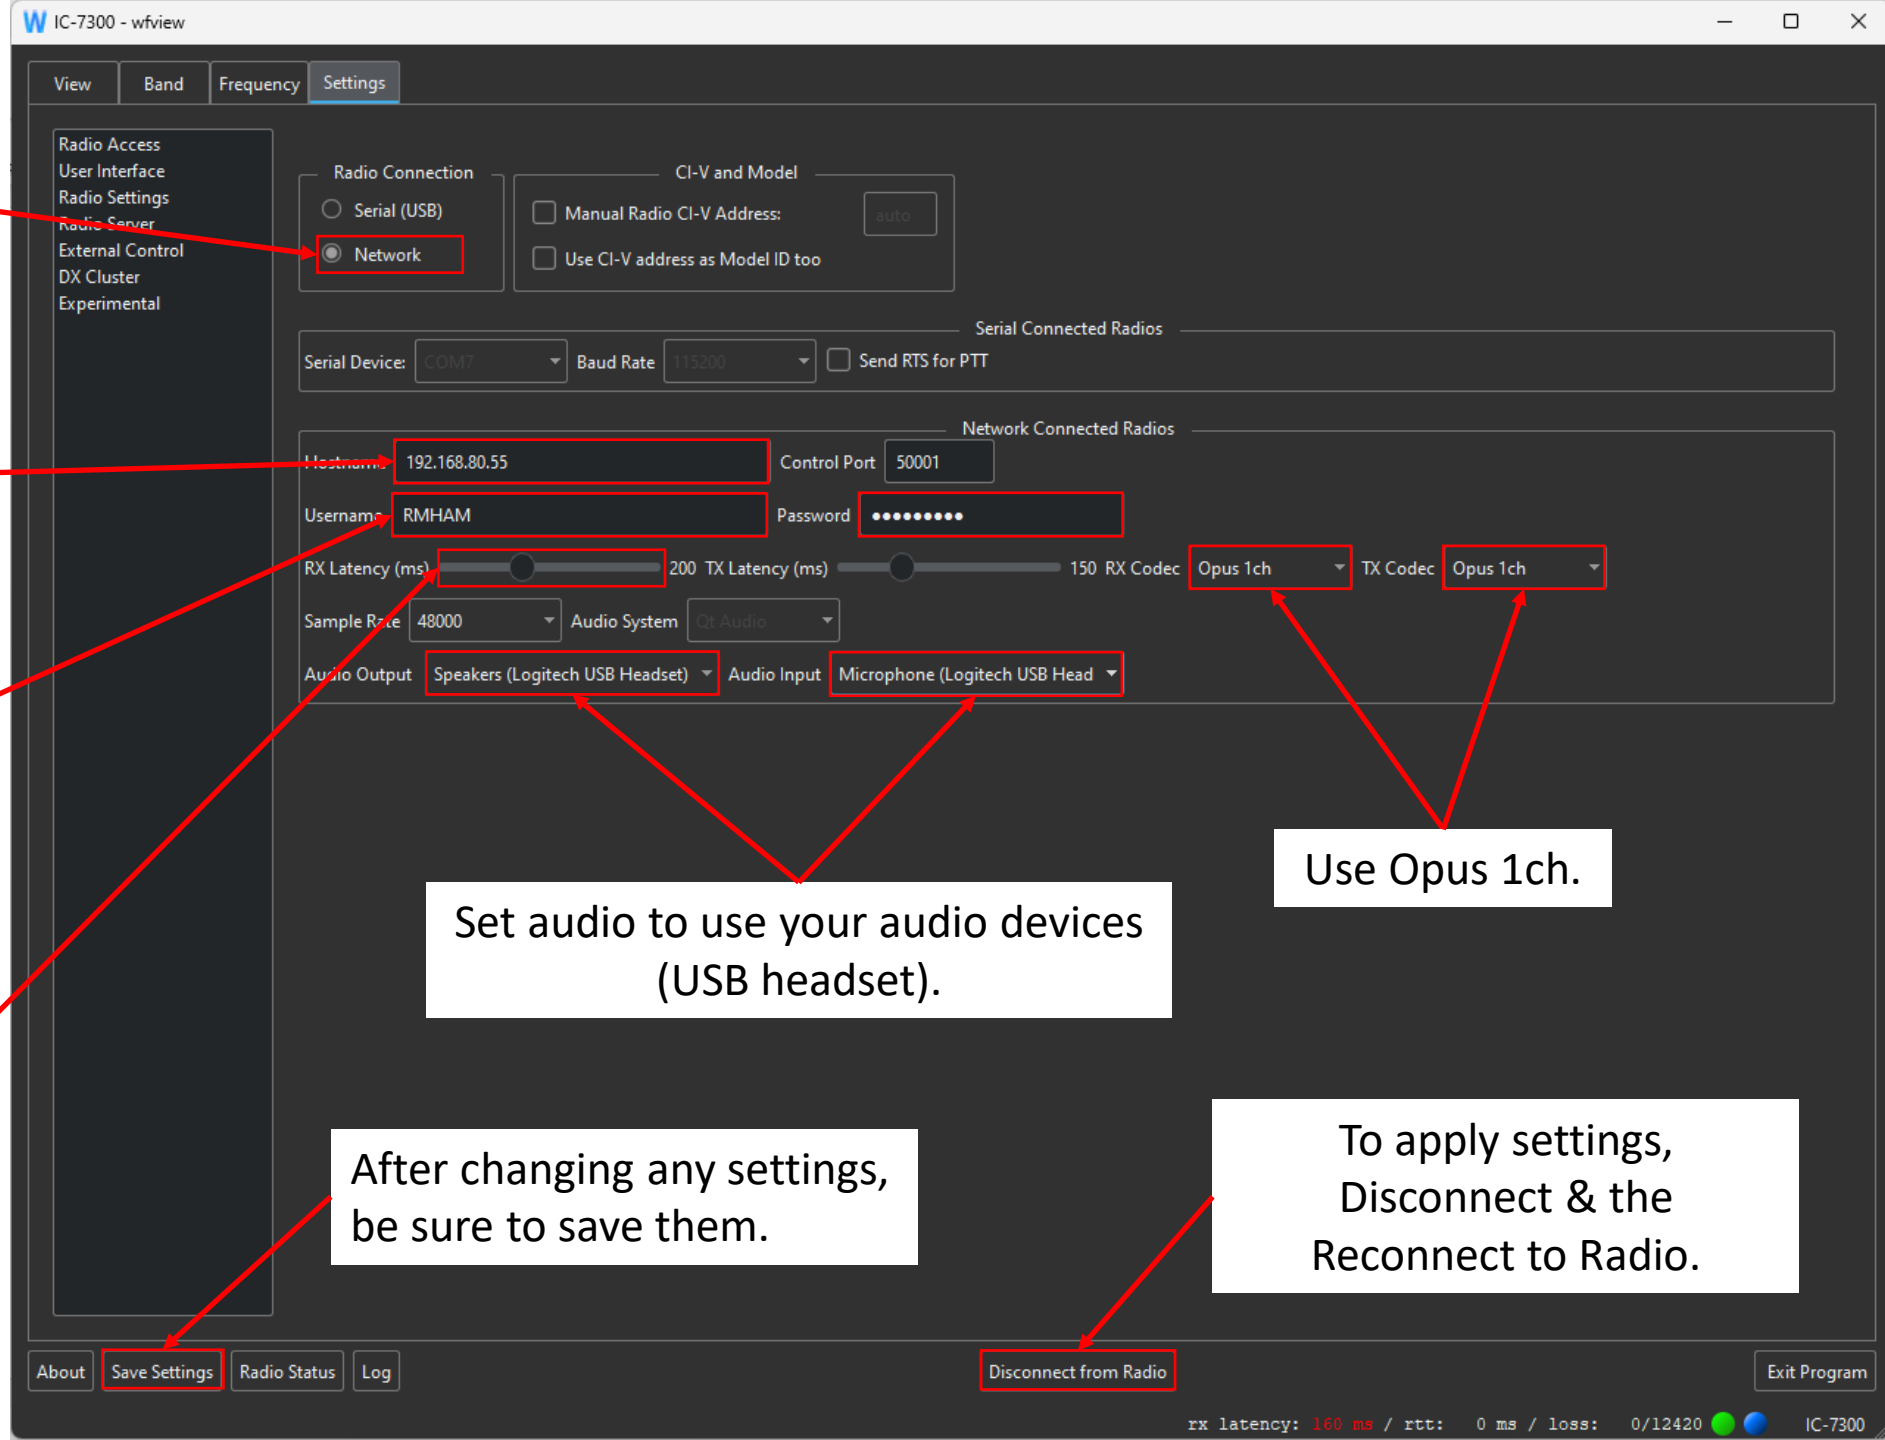 IC-7300 - wfview
View Band Frequency Settings
Radio Access
User Interface
Radio Settings
Radio Server
External Control
DX Cluster
Experimental
Radio Connection
Serial (USB)
Network
CI-V and Model
Manual Radio CI-V Address: auto
Use CI-V address as Model ID too
Serial Connected Radios
Serial Device: COM7 Baud Rate 115200 Send RTS for PTT
Network Connected Radios
Hostname 192.168.80.55 Control Port 50001
Username RMHAM Password •••••••••
RX Latency (ms) 200 TX Latency (ms) 150 RX Codec Opus 1ch TX Codec Opus 1ch
Sample Rate 48000 Audio System Qt Audio
Audio Output Speakers (Logitech USB Headset) Audio Input Microphone (Logitech USB Head
Use Opus 1ch.
Set audio to use your audio devices
(USB headset).
After changing any settings,
be sure to save them.
To apply settings,
Disconnect & the
Reconnect to Radio.
About Save Settings Radio Status Log Disconnect from Radio Exit Program
rx latency: 160 ms / rtt: 0 ms / loss: 0/12420 IC-7300